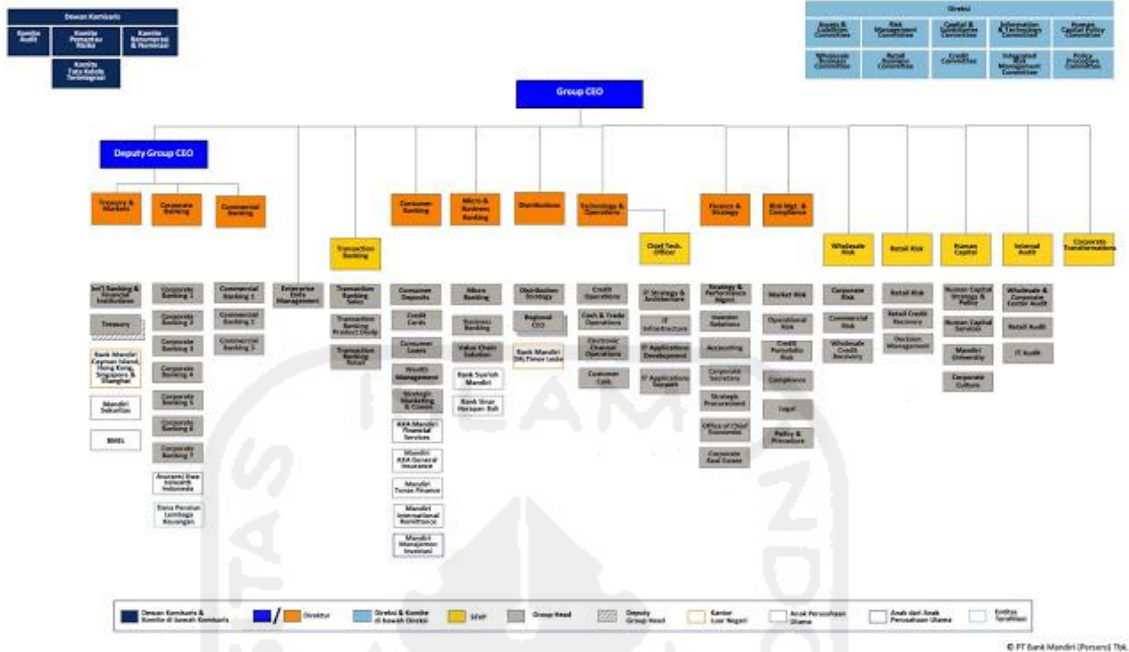 Dewan Komisaris
Komite
Audit
Komite
Pemantau
Risiko
Komite
Remunerasi
& Nominasi
Komite
Tata Kelola
Terintegrasi
Direksi
Assets &
Liabilities
Committee
Risk
Management
Committee
Capital &
Subsidiaries
Committee
Information
& Technology
Committee
Human
Capital Policy
Committee
Wholesale
Business
Committee
Retail
Business
Committee
Credit
Committee
Integrated
Risk
Management
Committee
Policy
Procedure
Committee
Group CEO
Deputy Group CEO
Treasury &
Markets
Corporate
Banking
Commercial
Banking
Consumer
Banking
Micro &
Business
Banking
Distributions
Technology &
Operations
Finance &
Strategy
Risk Mgt. &
Compliance
Transaction
Banking
Chief Tech.
Officer
Wholesale
Risk
Retail Risk
Human
Capital
Internal
Audit
Corporate
Transformations
Int'l Banking &
Financial
Institutions
Treasury
Bank Mandiri
Cayman Island,
Hong Kong,
Singapore &
Shanghai
Mandiri
Sekuritas
BMEL
Corporate
Banking 1
Corporate
Banking 2
Corporate
Banking 3
Corporate
Banking 4
Corporate
Banking 5
Corporate
Banking 6
Corporate
Banking 7
Asuransi Jiwa
InHealth
Indonesia
Dana Pensiun
Lembaga
Keuangan
Commercial
Banking 1
Commercial
Banking 2
Commercial
Banking 3
Enterprise
Data
Management
Transaction
Banking
Sales
Transaction
Banking
Product Dvlp
Transaction
Banking
Retail
Consumer
Deposits
Credit
Cards
Consumer
Loans
Wealth
Management
Strategic
Marketing
& Comm
AXA Mandiri
Financial
Services
Mandiri
AXA General
Insurance
Mandiri
Tunas Finance
Mandiri
International
Remittance
Mandiri
Manajemen
Investasi
Micro
Banking
Business
Banking
Value Chain
Solution
Bank Syariah
Mandiri
Bank Sinar
Harapan Bali
Distribution
Strategy
Regional
CEO
Bank Mandiri
Dili, Timor Leste
Credit
Operations
Cash & Trade
Operations
Electronic
Channel
Operations
Customer
Care
IT Strategy &
Architecture
IT
Infrastructure
IT Applications
Development
IT Applications
Support
Strategy &
Performance
Mgmt
Investor
Relations
Accounting
Corporate
Secretary
Strategic
Procurement
Office of Chief
Economist
Corporate
Real Estate
Market Risk
Operational
Risk
Credit
Portofolio
Risk
Compliance
Legal
Policy &
Procedure
Corporate
Risk
Commercial
Risk
Wholesale
Credit Recovery
Retail Risk
Retail Credit
Recovery
Decision
Management
Human Capital
Strategy &
Policy
Human Capital
Services
Mandiri
University
Corporate
Culture
Wholesale &
Corporate
Center Audit
Retail Audit
IT Audit
Dewan Komisaris &
Komite di bawah Komisaris
/
Direktur
Direksi & Komite
di bawah Direksi
SEVP
Group Head
Deputy
Group Head
Kantor
Luar Negeri
Anak Perusahaan
Utama
Anak dari Anak
Perusahaan Utama
Entitas
Terafiliasi
© PT Bank Mandiri (Persero) Tbk.